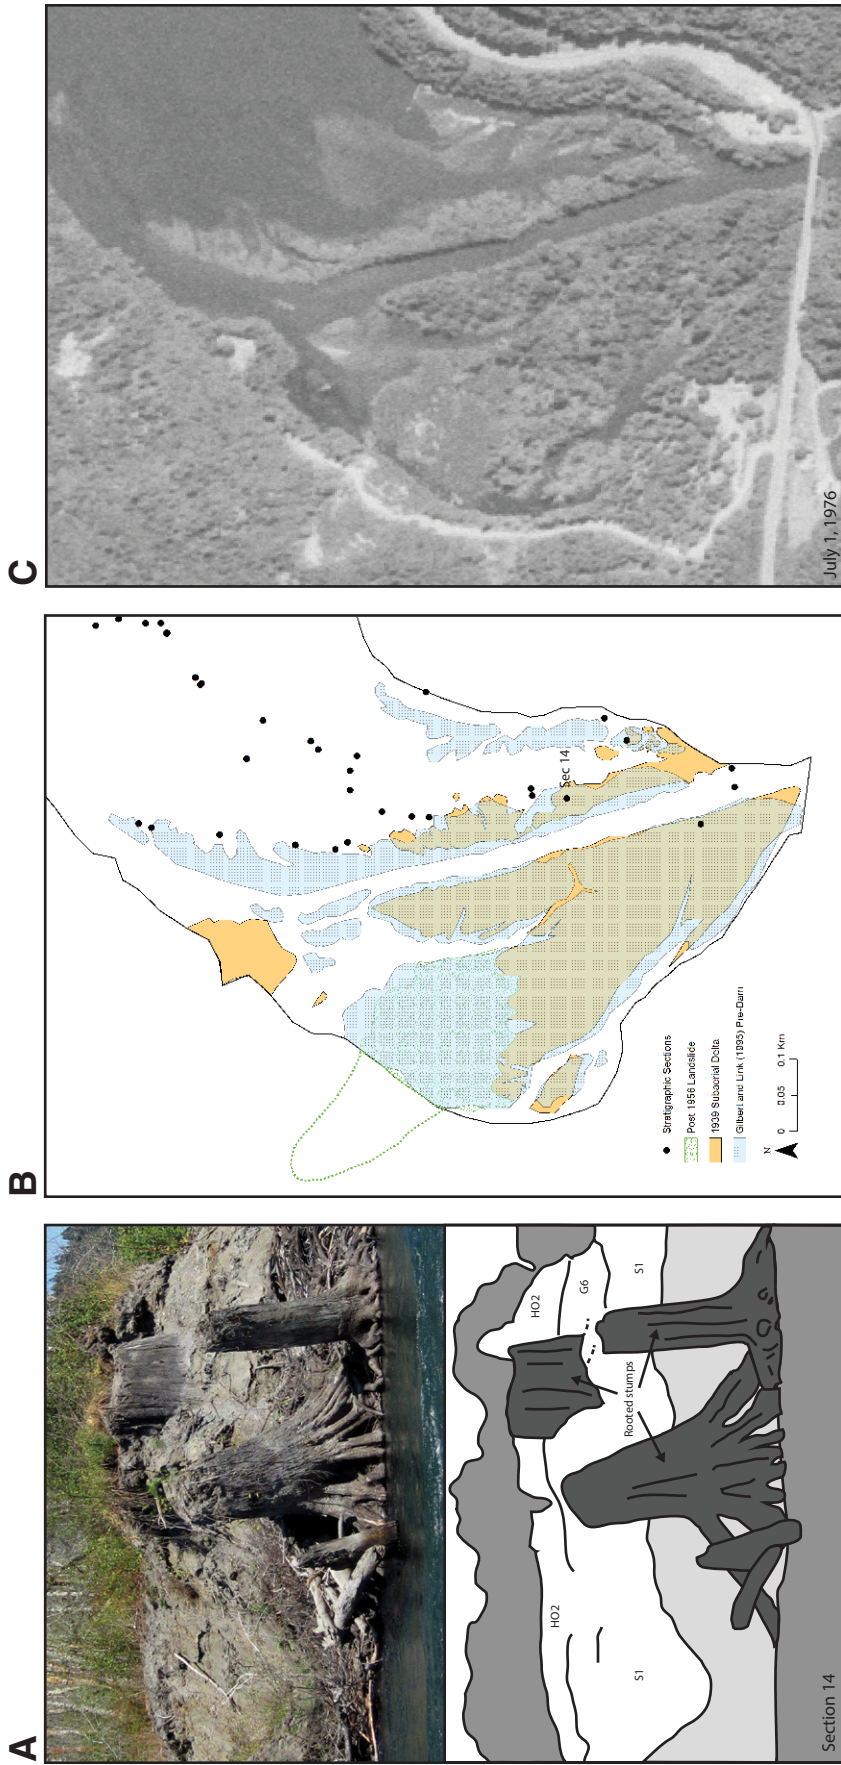 A
HO2
G6
S1
HO2
S1
Rooted stumps
Section 14
B
Sec 14
Stratigraphic Sections
Post 1956 Landslide
1939 Subaerial Delta
Gilbert and Link (1995) Pre-Dam
N
0 0.05 0.1 Km
C
July 1, 1976